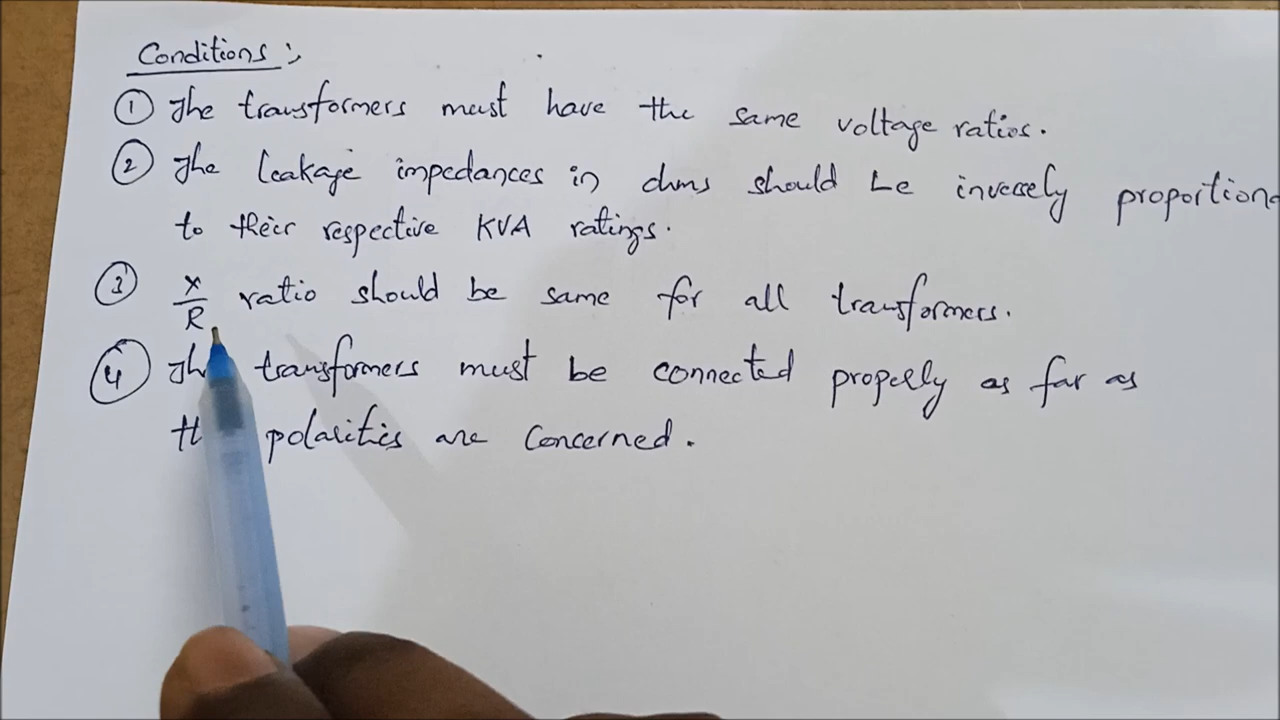 Conditions :
① The transformers must have the same voltage ratios.
② The leakage impedances in ohms should be inversely proportiona
to their respective KVA ratings.
③ X/R ratio should be same for all transformers.
④ The transformers must be connected properly as far as
the polarities are concerned.